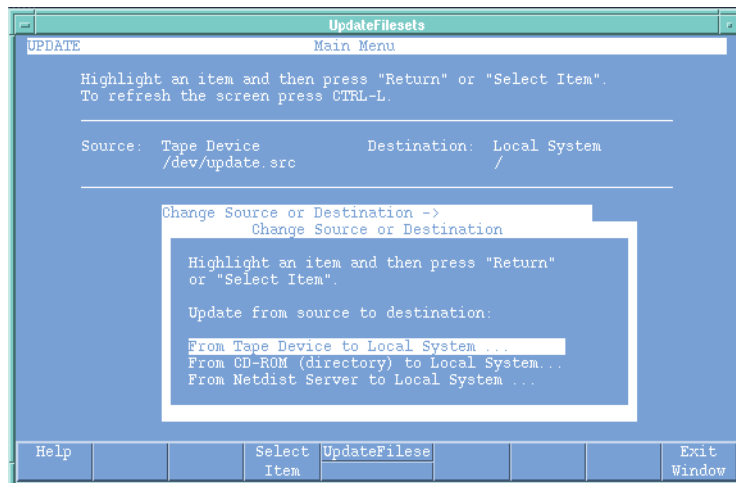 UpdateFilesets
UPDATE Main Menu
Highlight an item and then press "Return" or "Select Item".
To refresh the screen press CTRL-L.
Source: Tape Device Destination: Local System
/dev/update.src /
Change Source or Destination ->
Change Source or Destination
Highlight an item and then press "Return"
or "Select Item".
Update from source to destination:
From Tape Device to Local System ...
From CD-ROM (directory) to Local System...
From Netdist Server to Local System ...
Help Select UpdateFilese Exit
Item Window